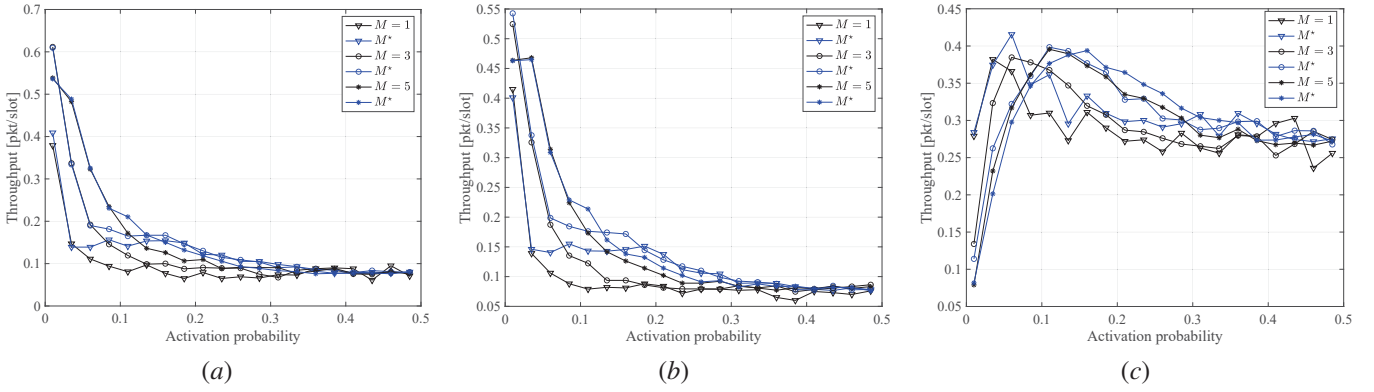 0.7
0.6
0.5
0.4
0.3
0.2
0.1
0
Throughput [pkt/slot]
0
0.1
0.2
0.3
0.4
0.5
Activation probability
M = 1
M⋆
M = 3
M⋆
M = 5
M⋆
(a)
0.55
0.5
0.45
0.4
0.35
0.3
0.25
0.2
0.15
0.1
0.05
Throughput [pkt/slot]
0
0.1
0.2
0.3
0.4
0.5
Activation probability
M = 1
M⋆
M = 3
M⋆
M = 5
M⋆
(b)
0.45
0.4
0.35
0.3
0.25
0.2
0.15
0.1
0.05
Throughput [pkt/slot]
0
0.1
0.2
0.3
0.4
0.5
Activation probability
M = 1
M⋆
M = 3
M⋆
M = 5
M⋆
(c)